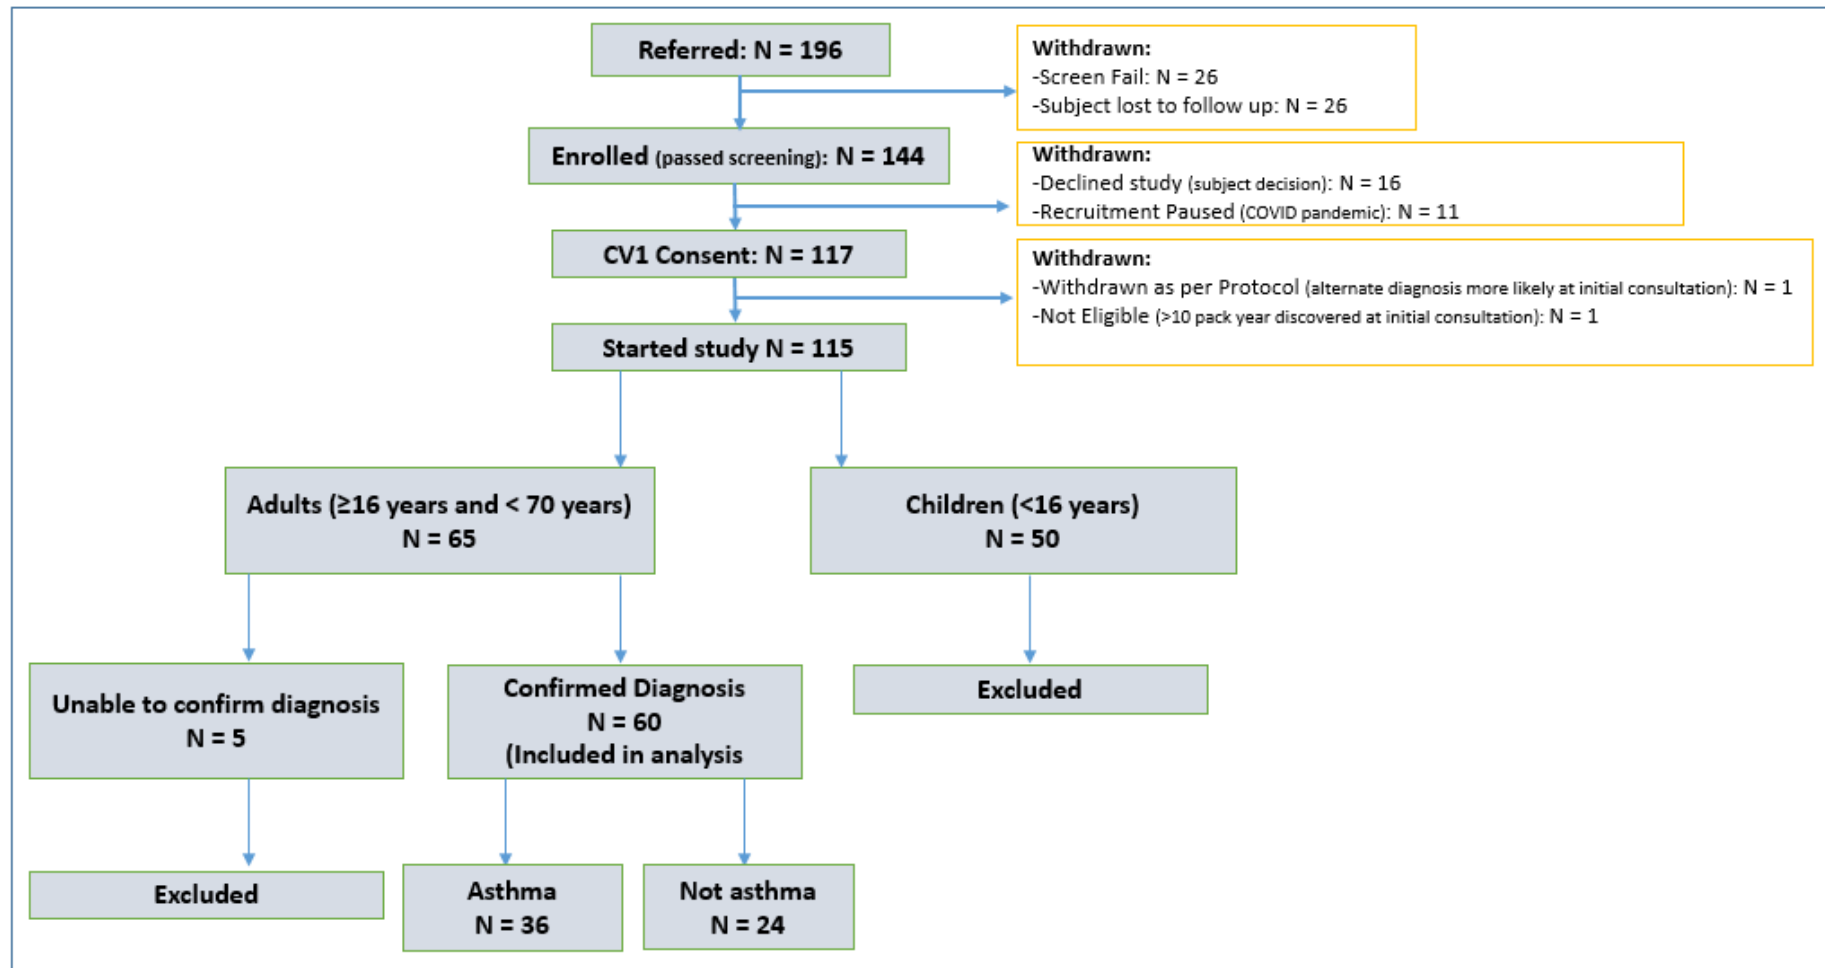 Referred: N = 196
Withdrawn:
-Screen Fail: N = 26
-Subject lost to follow up: N = 26
Enrolled (passed screening): N = 144
Withdrawn:
-Declined study (subject decision): N = 16
-Recruitment Paused (COVID pandemic): N = 11
CV1 Consent: N = 117
Withdrawn:
-Withdrawn as per Protocol (alternate diagnosis more likely at initial consultation): N = 1
-Not Eligible (>10 pack year discovered at initial consultation): N = 1
Started study N = 115
Adults (≥16 years and < 70 years)
N = 65
Children (<16 years)
N = 50
Unable to confirm diagnosis
N = 5
Confirmed Diagnosis
N = 60
(Included in analysis
Excluded
Excluded
Asthma
N = 36
Not asthma
N = 24